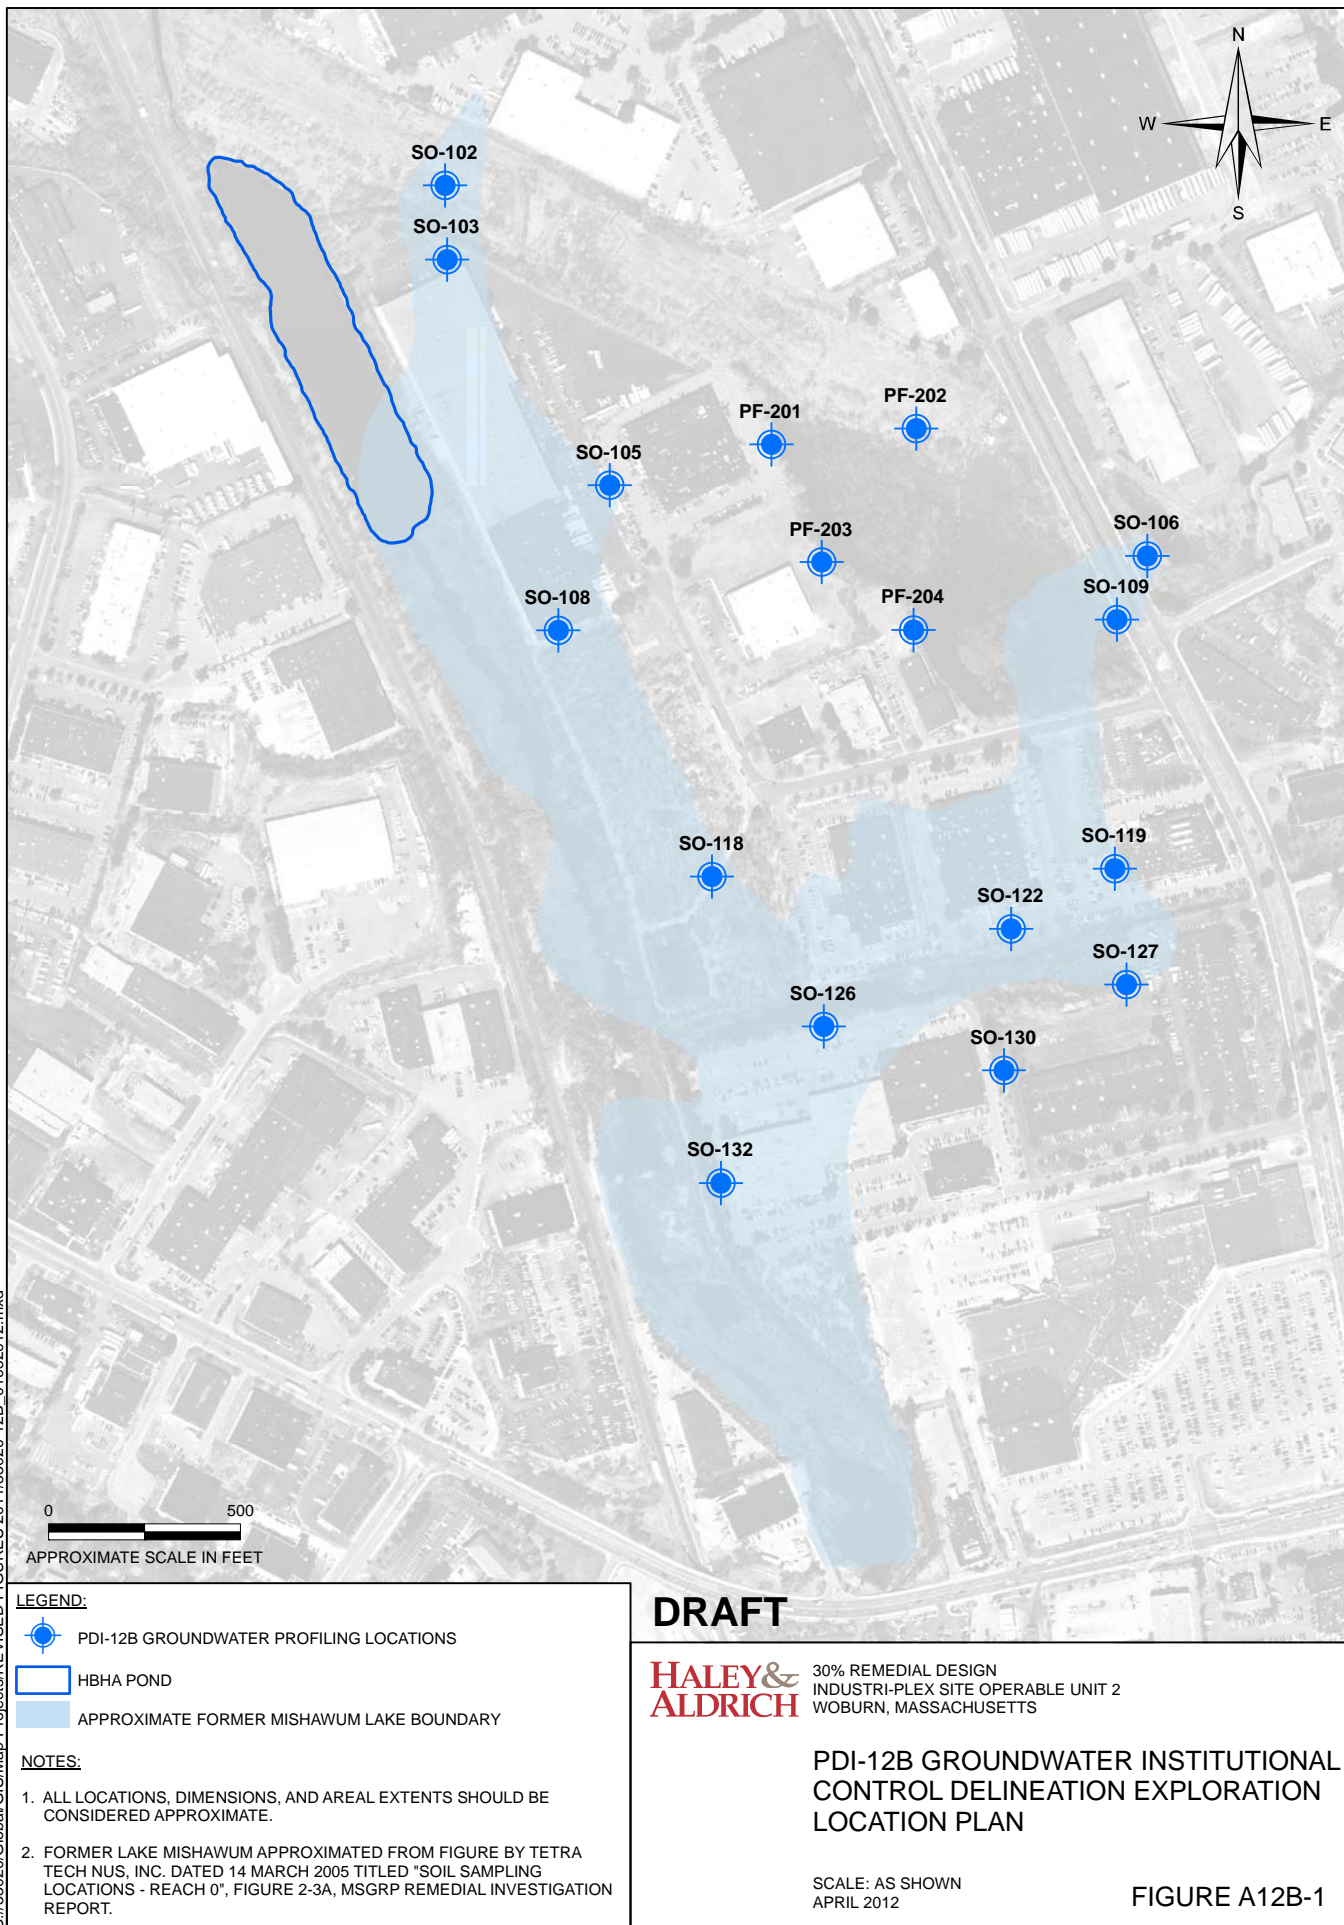 N
W
E
S
SO-102
SO-103
PF-202
PF-201
SO-105
SO-106
PF-203
SO-109
PF-204
SO-108
SO-119
SO-118
SO-122
SO-127
SO-126
SO-130
SO-132
0 500
APPROXIMATE SCALE IN FEET
LEGEND:
PDI-12B GROUNDWATER PROFILING LOCATIONS
HBHA POND
APPROXIMATE FORMER MISHAWUM LAKE BOUNDARY
NOTES:
1. ALL LOCATIONS, DIMENSIONS, AND AREAL EXTENTS SHOULD BE
CONSIDERED APPROXIMATE.
2. FORMER LAKE MISHAWUM APPROXIMATED FROM FIGURE BY TETRA
TECH NUS, INC. DATED 14 MARCH 2005 TITLED "SOIL SAMPLING
LOCATIONS - REACH 0", FIGURE 2-3A, MSGRP REMEDIAL INVESTIGATION
REPORT.
DRAFT
HALEY&
ALDRICH
30% REMEDIAL DESIGN
INDUSTRI-PLEX SITE OPERABLE UNIT 2
WOBURN, MASSACHUSETTS
PDI-12B GROUNDWATER INSTITUTIONAL
CONTROL DELINEATION EXPLORATION
LOCATION PLAN
SCALE: AS SHOWN
APRIL 2012
FIGURE A12B-1